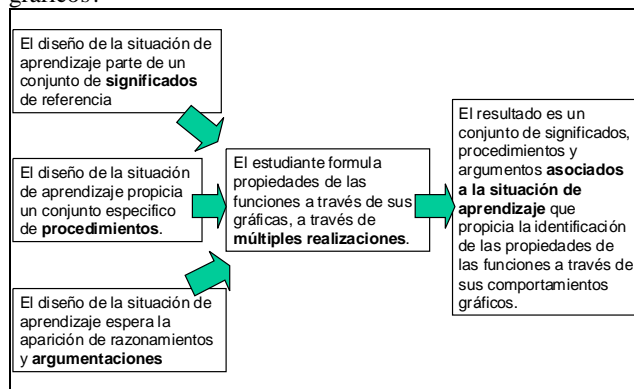 gráficos.
El diseño de la situación de
aprendizaje parte de un
conjunto de significados
de referencia
El diseño de la situación
de aprendizaje propicia
un conjunto especifico
de procedimientos.
El diseño de la situación de
aprendizaje espera la
aparición de razonamientos
y argumentaciones
El estudiante formula
propiedades de las
funciones a través de sus
gráficas, a través de
múltiples realizaciones.
El resultado es un
conjunto de significados,
procedimientos y
argumentos asociados
a la situación de
aprendizaje que
propicia la identificación
de las propiedades de
las funciones a través de
sus comportamientos
gráficos.